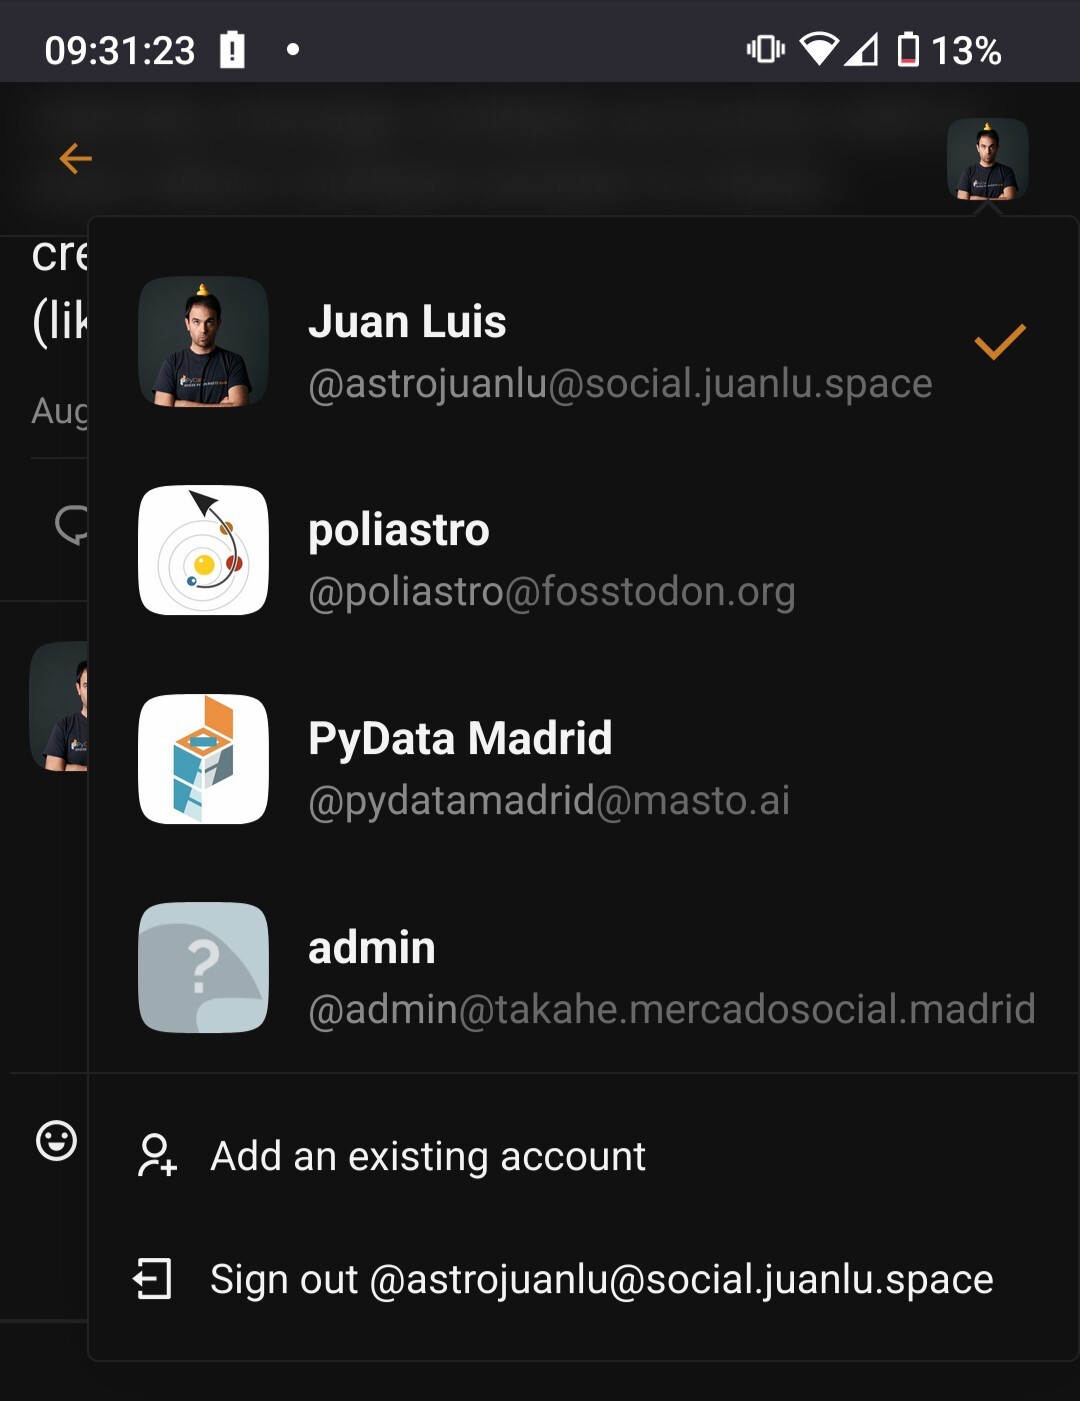 09:31:23
13%
cre
(lik
Aug
Juan Luis
@astrojuanlu@social.juanlu.space
poliastro
@poliastro@fosstodon.org
PyData Madrid
@pydatamadrid@masto.ai
?
admin
@admin@takahe.mercadosocial.madrid
Add an existing account
Sign out @astrojuanlu@social.juanlu.space